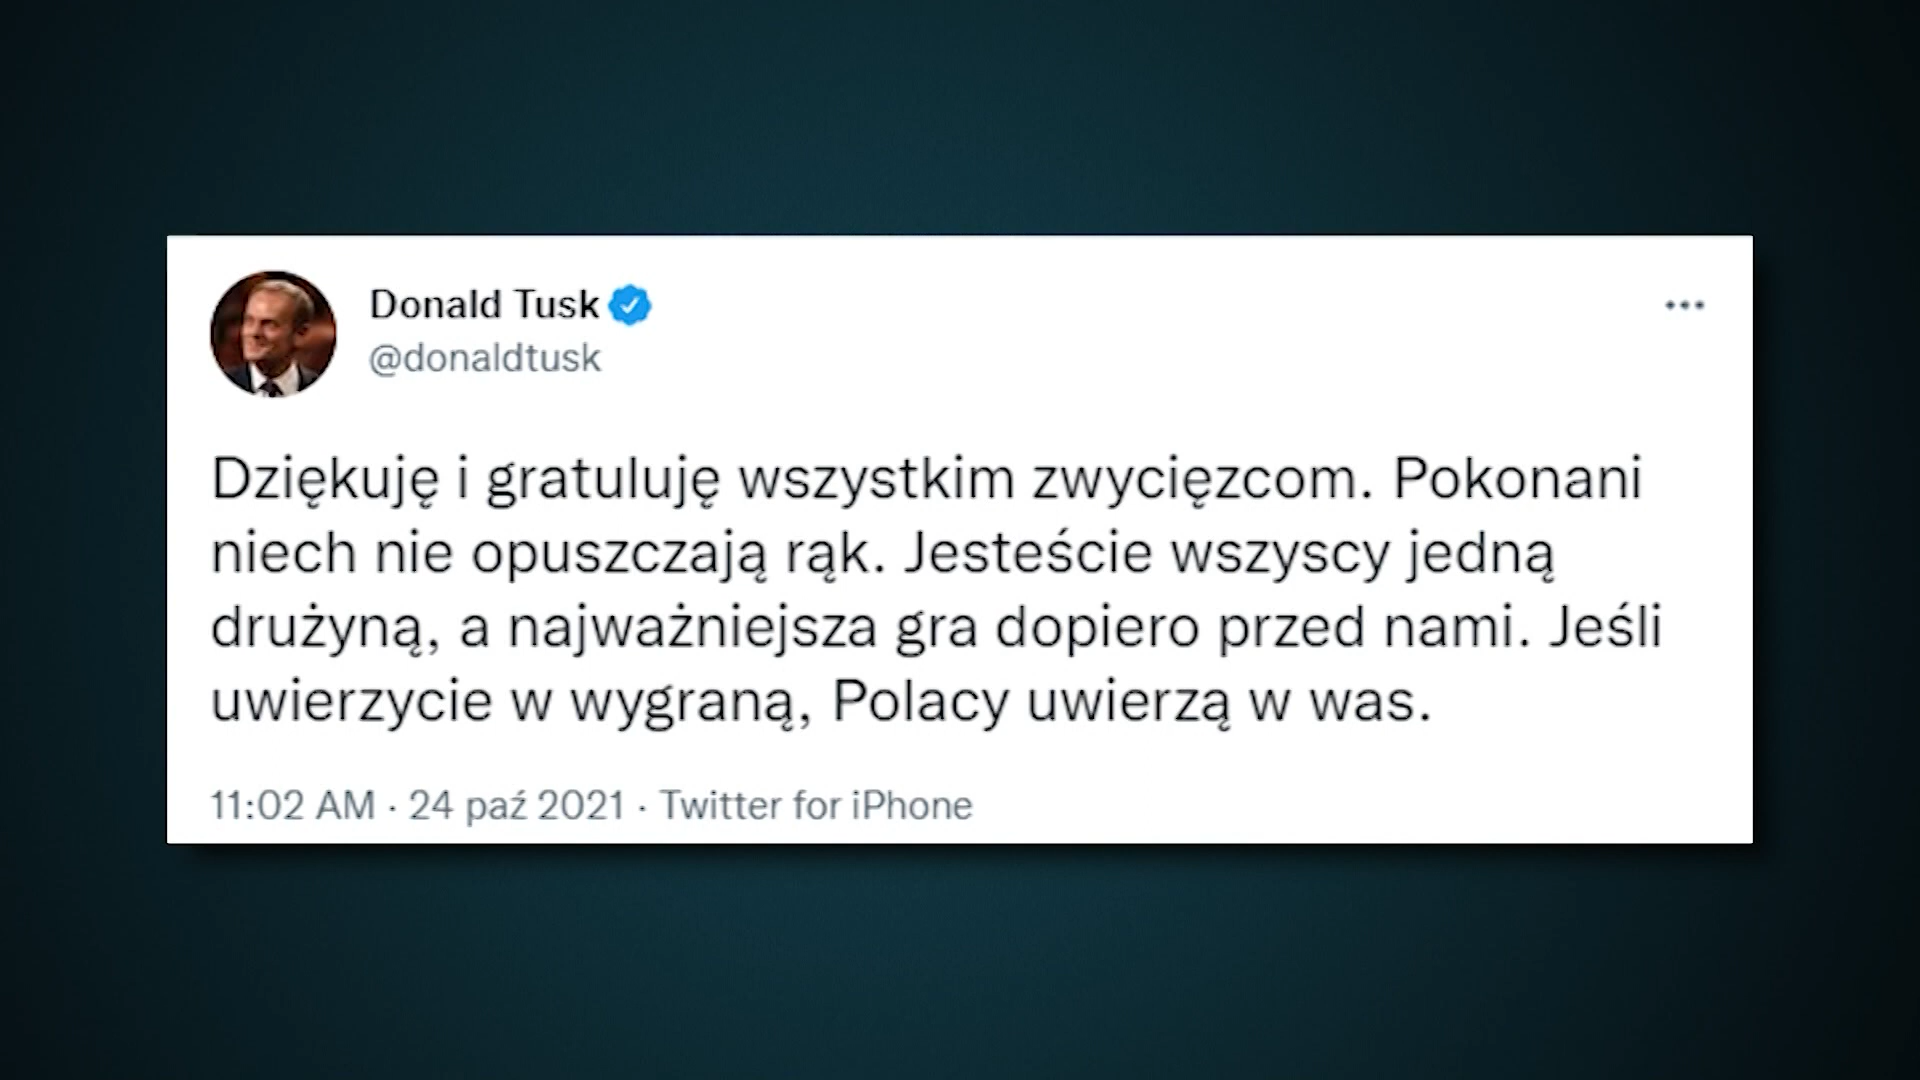 Donald Tusk
@donaldtusk
Dziękuję i gratuluję wszystkim zwycięzcom. Pokonani
niech nie opuszczają rąk. Jesteście wszyscy jedną
drużyną, a najważniejsza gra dopiero przed nami. Jeśli
uwierzycie w wygraną, Polacy uwierzą w was.
11:02 AM · 24 paź 2021 · Twitter for iPhone